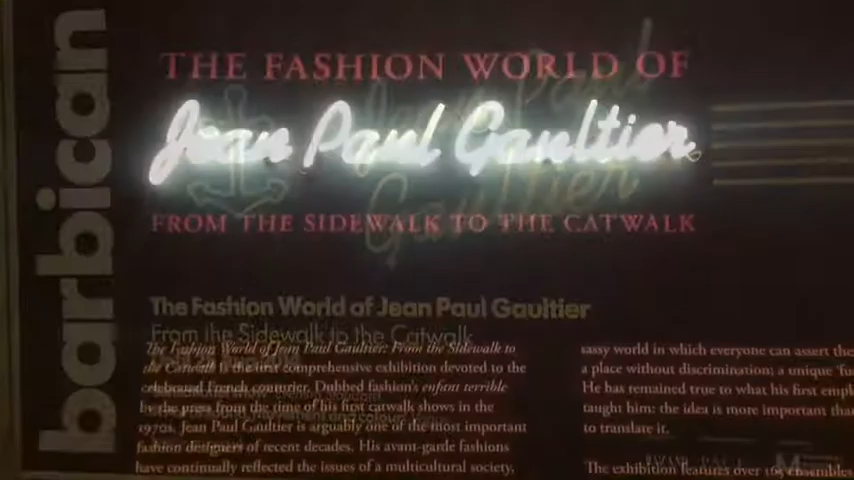 barbican
THE FASHION WORLD OF
Jean Paul Gaultier
FROM THE SIDEWALK TO THE CATWALK
Jean Paul
Gaultier
The Fashion World of Jean Paul Gaultier
From the Sidewalk to the Catwalk
The Fashion World of Jean Paul Gaultier: From the Sidewalk to
the Catwalk is the first comprehensive exhibition devoted to the
celebrated French couturier. Dubbed fashion's enfant terrible
by the press from the time of his first catwalk shows in the
1970s, Jean Paul Gaultier is arguably one of the most important
fashion designers of recent decades. His avant-garde fashions
have continually reflected the issues of a multicultural society,
sassy world in which everyone can assert the
a place without discrimination: a unique
He has remained true to what his first
taught him: the idea is more important
to translate it.
The exhibition features over 165 ensembles